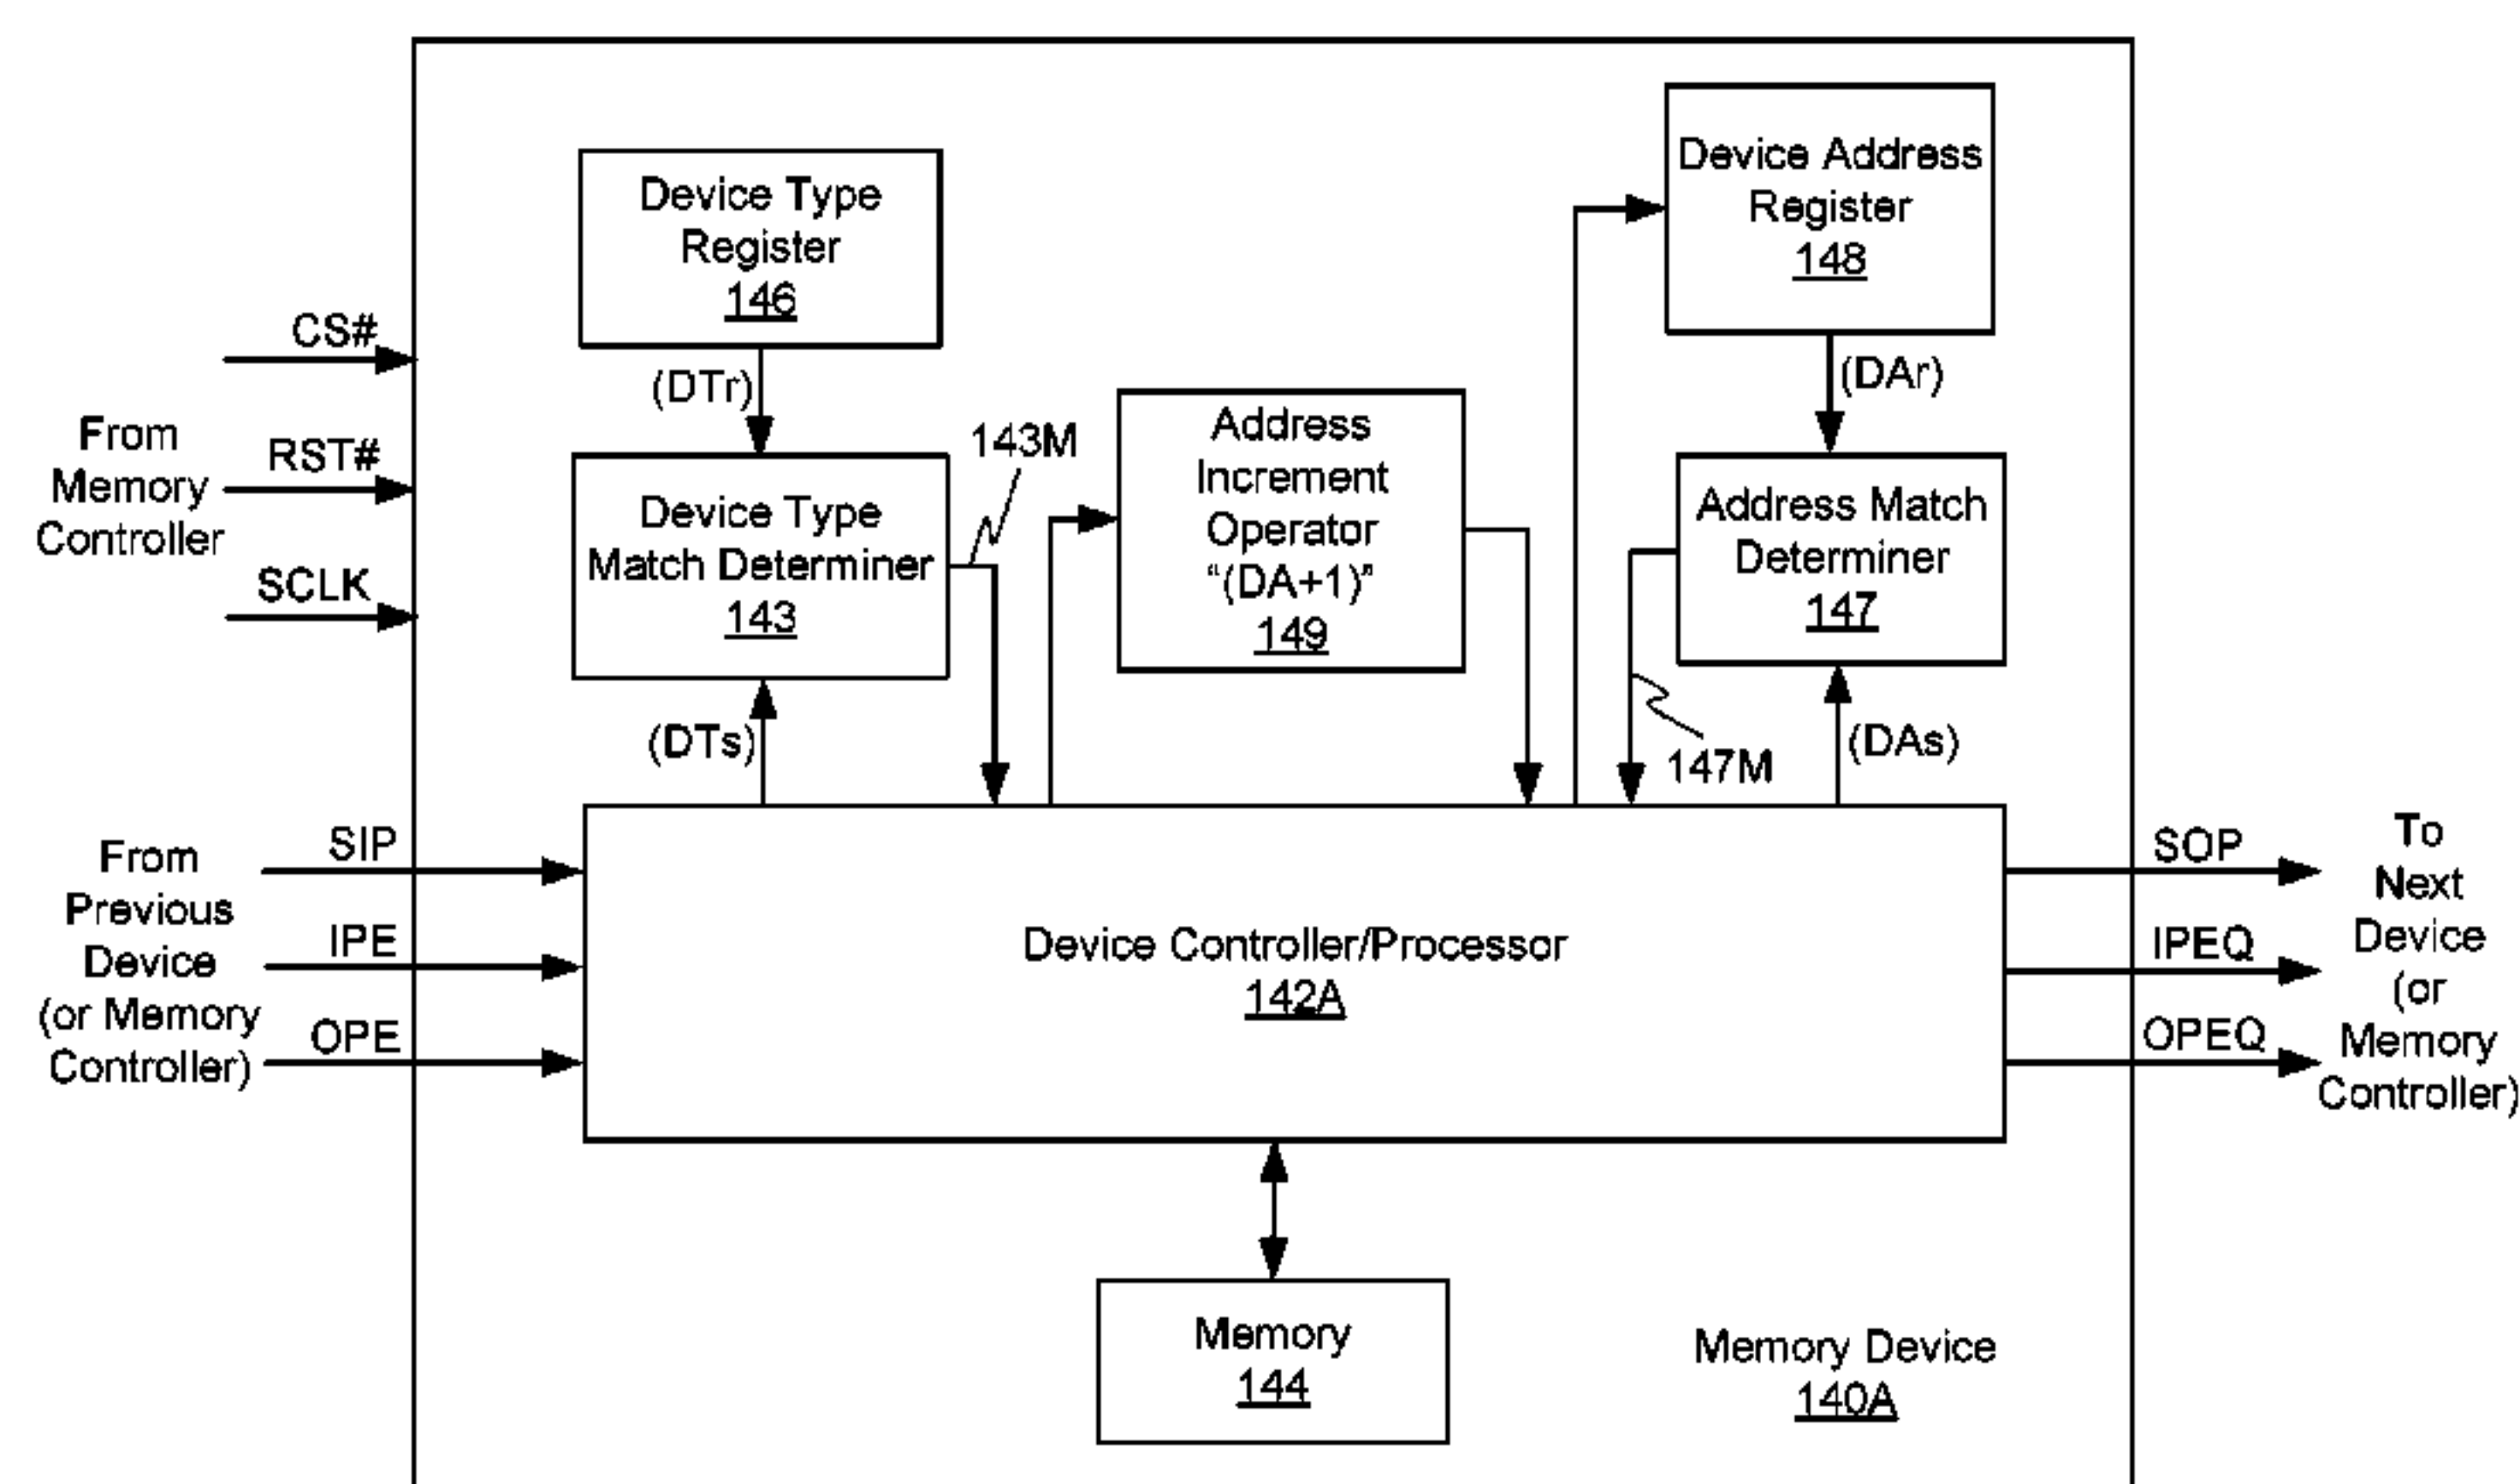 Device Type
Register
146
Device Address
Register
148
CS#
RST#
SCLK
From
Memory
Controller
(DTr)
(DAr)
Device Type
Match Determiner
143
143M
Address
Increment
Operator
“(DA+1)”
149
Address Match
Determiner
147
(DTs)
147M
(DAs)
From
Previous
Device
(or Memory
Controller)
SIP
IPE
OPE
Device Controller/Processor
142A
SOP
IPEQ
OPEQ
To
Next
Device
(or
Memory
Controller)
Memory
144
Memory Device
140A